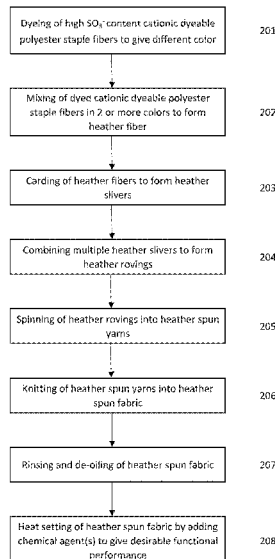 Dyeing of high SO₃⁻ content cationic dyeable
polyester staple fibers to give different color
201
Mixing of dyed cationic dyeable polyester
staple fibers in 2 or more colors to form
heather fiber
202
Carding of heather fibers to form heather
slivers
203
Combining multiple heather slivers to form
heather rovings
204
Spinning of heather rovings into heather spun
yarns
205
Knitting of heather spun yarns into heather
spun fabric
206
Rinsing and de-oiling of heather spun fabric
207
Heat setting of heather spun fabric by adding
chemical agent(s) to give desirable functional
performance
208